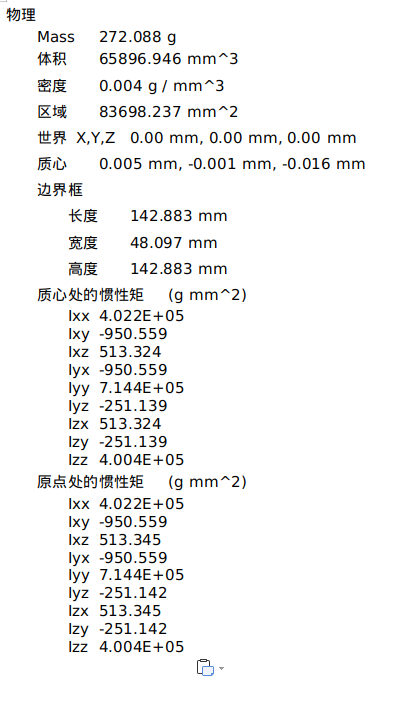 物理
Mass 272.088 g
体积 65896.946 mm^3
密度 0.004 g / mm^3
区域 83698.237 mm^2
世界 X,Y,Z 0.00 mm, 0.00 mm, 0.00 mm
质心 0.005 mm, -0.001 mm, -0.016 mm
边界框
长度 142.883 mm
宽度 48.097 mm
高度 142.883 mm
质心处的惯性矩 (g mm^2)
Ixx 4.022E+05
Ixy -950.559
Ixz 513.324
Iyx -950.559
Iyy 7.144E+05
Iyz -251.139
Izx 513.324
Izy -251.139
Izz 4.004E+05
原点处的惯性矩 (g mm^2)
Ixx 4.022E+05
Ixy -950.559
Ixz 513.345
Iyx -950.559
Iyy 7.144E+05
Iyz -251.142
Izx 513.345
Izy -251.142
Izz 4.004E+05